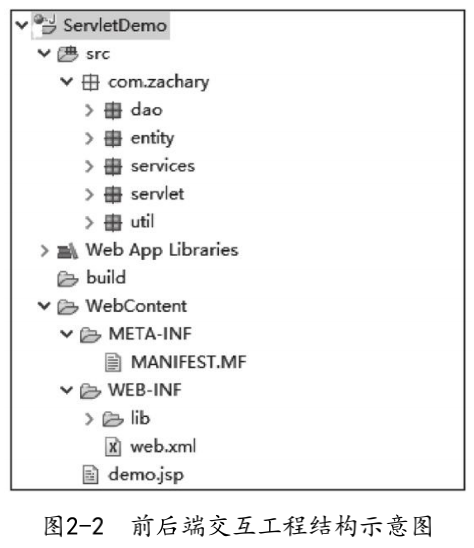 ServletDemo
src
com.zachary
dao
entity
services
servlet
util
Web App Libraries
build
WebContent
META-INF
MANIFEST.MF
WEB-INF
lib
web.xml
demo.jsp
图2-2 前后端交互工程结构示意图